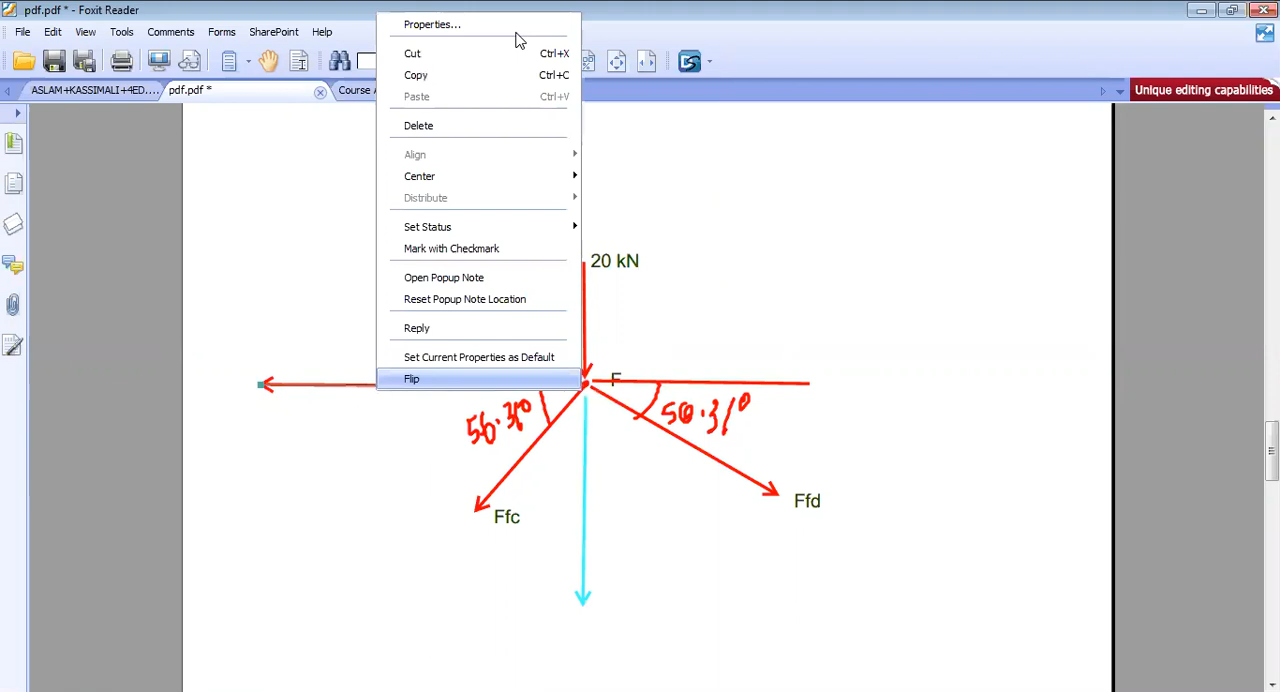 pdf.pdf * - Foxit Reader
File Edit View Tools Comments Forms SharePoint Help
ASLAM+KASSIMALI+4ED.... pdf.pdf * Course A
Unique editing capabilities
Properties...
Cut Ctrl+X
Copy Ctrl+C
Paste Ctrl+V
Delete
Align
Center
Distribute
Set Status
Mark with Checkmark
Open Popup Note
Reset Popup Note Location
Reply
Set Current Properties as Default
Flip
20 kN
F
56.31° 56.31°
Ffd
Ffc